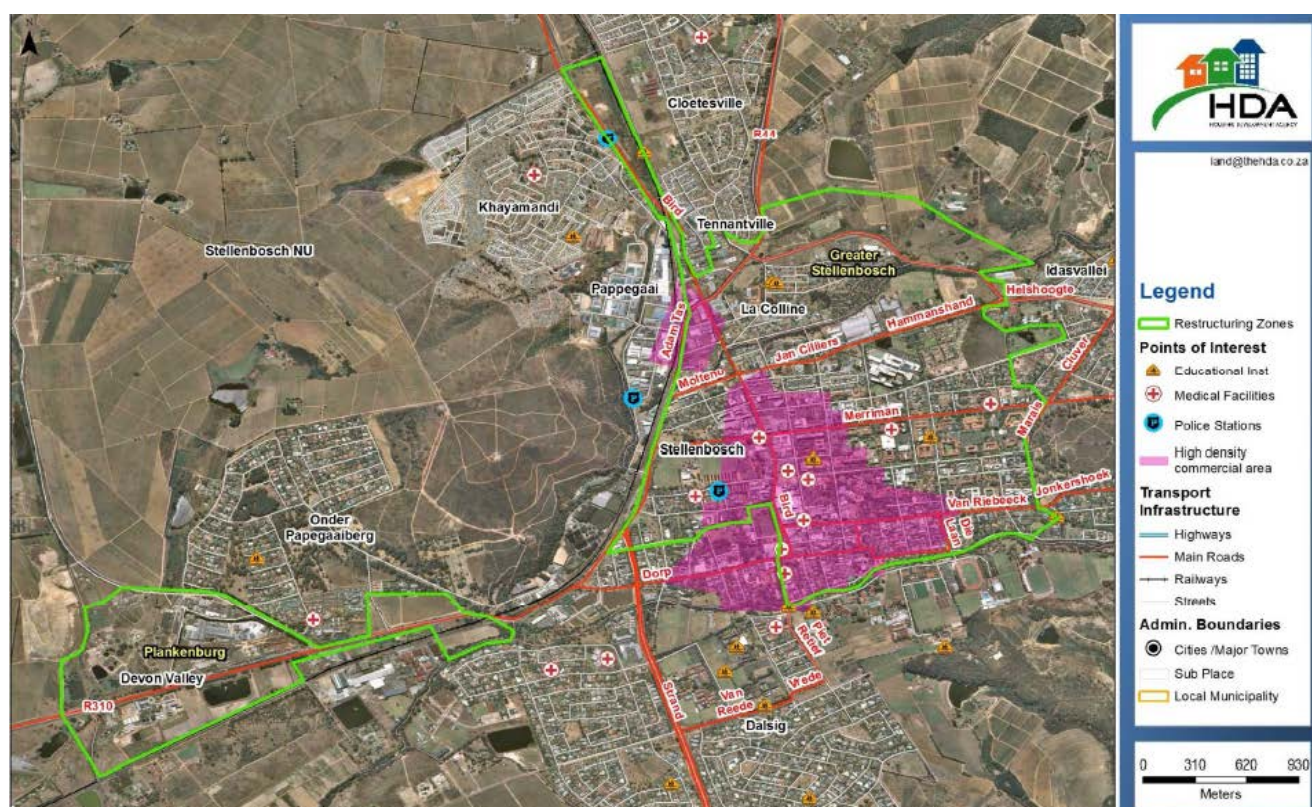 Cloetesville
R44
Khayamandi
Bird
Tennantville
Stellenbosch NU
Greater
Stellenbosch
Idasvallei
Pappegaai
Helshoogte
La Colline
Hammanshand
Adam Tas
Jan Cilliers
Cluver
Molteno
Merriman
Marais
Stellenbosch
Jonkershoek
Van Riebeeck
Bird
Die
Laan
Onder
Papegaaiberg
Dorp
Piet
Retief
Plankenburg
Devon Valley
Vrede
Van
Reede
R310
Strand
Dalsig
HDA
HOUSING DEVELOPMENT AGENCY
land@thehda.co.za
Legend
Restructuring Zones
Points of Interest
Educational Inst
Medical Facilities
Police Stations
High density
commercial area
Transport
Infrastructure
Highways
Main Roads
Railways
Streets
Admin. Boundaries
Cities /Major Towns
Sub Place
Local Municipality
0 310 620 930
Meters